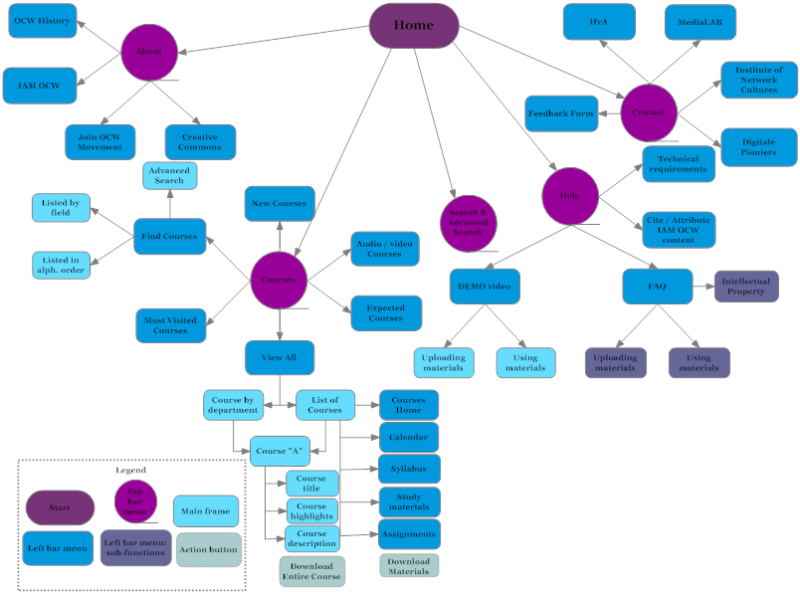 Home
OCW History
About
IAM OCW
Join OCW
Movement
Creative
Commons
HvA
MediaLAB
Institute of
Network
Cultures
Feedback Form
Contact
Digitale
Pioniers
Technical
requirements
Help
Cite / Attribute
IAM OCW
content
Search &
Advanced
Search
Advanced
Search
Listed by
field
Find Courses
Listed in
alph. order
New Courses
Audio / video
Courses
Courses
Expected
Courses
Most Visited
Courses
View All
DEMO video
FAQ
Intellectual
Property
Uploading
materials
Using
materials
Uploading
materials
Using
materials
Course by
department
List of
Courses
Courses
Home
Calendar
Course "A"
Syllabus
Course
title
Study
materials
Course
highlights
Assignments
Course
description
Download
Entire Course
Download
Materials
Legend
Start
Top
bar
menu
Main frame
Left bar menu
Left bar menu:
sub-functions
Action button